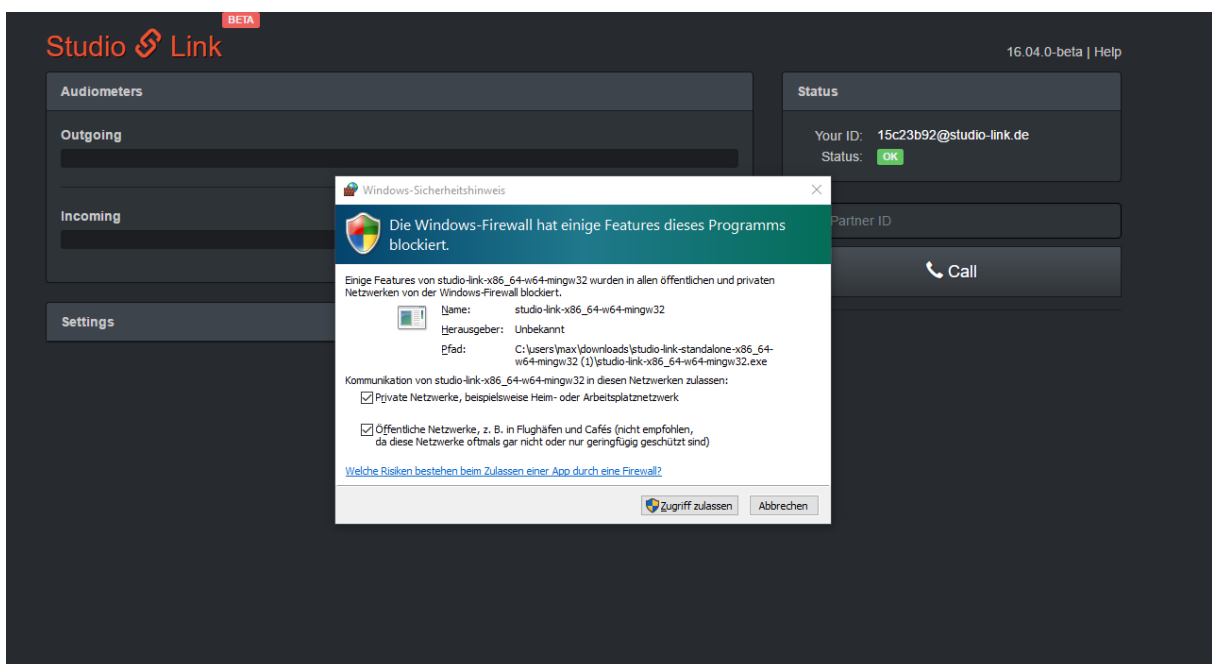 BETA
Studio Link
16.04.0-beta | Help
Audiometers
Outgoing
Incoming
Settings
Status
Your ID: 15c23b92@studio-link.de
Status: OK
Partner ID
Call
Windows-Sicherheitshinweis
Die Windows-Firewall hat einige Features dieses Programms
blockiert.
Einige Features von studio-link-x86_64-w64-mingw32 wurden in allen öffentlichen und privaten
Netzwerken von der Windows-Firewall blockiert.
Name: studio-link-x86_64-w64-mingw32
Herausgeber: Unbekannt
Pfad: C:\users\max\downloads\studio-link-standalone-x86_64-
w64-mingw32 (1)\studio-link-x86_64-w64-mingw32.exe
Kommunikation von studio-link-x86_64-w64-mingw32 in diesen Netzwerken zulassen:
Private Netzwerke, beispielsweise Heim- oder Arbeitsplatznetzwerk
Öffentliche Netzwerke, z. B. in Flughäfen und Cafés (nicht empfohlen,
da diese Netzwerke oftmals gar nicht oder nur geringfügig geschützt sind)
Welche Risiken bestehen beim Zulassen einer App durch eine Firewall?
Zugriff zulassen
Abbrechen